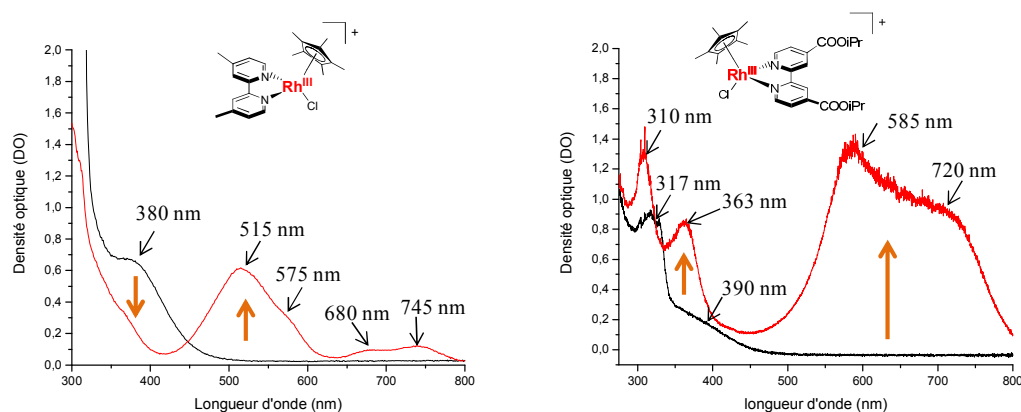 2,0
1,8
1,6
1,4
1,2
1,0
0,8
0,6
0,4
0,2
0,0
Densité optique (DO)
300
400
500
600
700
800
Longueur d'onde (nm)
380 nm
515 nm
575 nm
680 nm
745 nm
+
N
N
Rh^III
Cl
2,0
1,8
1,6
1,4
1,2
1,0
0,8
0,6
0,4
0,2
0,0
Densité optique (DO)
300
400
500
600
700
800
longueur d'onde (nm)
310 nm
317 nm
363 nm
390 nm
585 nm
720 nm
+
COOiPr
N
Rh^III
Cl
N
COOiPr